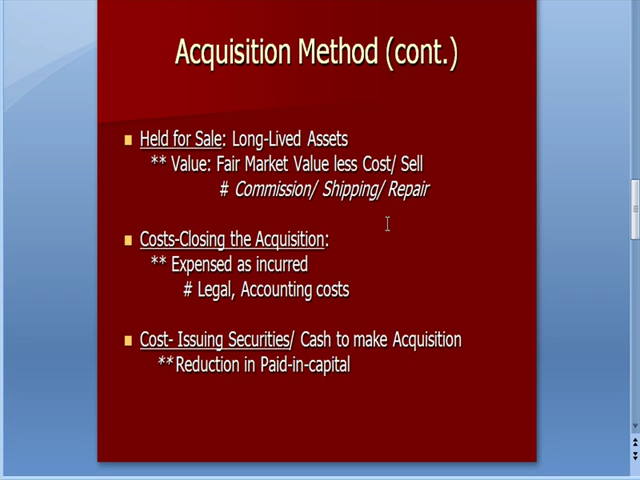 Acquisition Method (cont.)
Held for Sale: Long-Lived Assets
** Value: Fair Market Value less Cost/ Sell
# Commission/ Shipping/ Repair
Costs-Closing the Acquisition:
** Expensed as incurred
# Legal, Accounting costs
Cost- Issuing Securities/ Cash to make Acquisition
**Reduction in Paid-in-capital